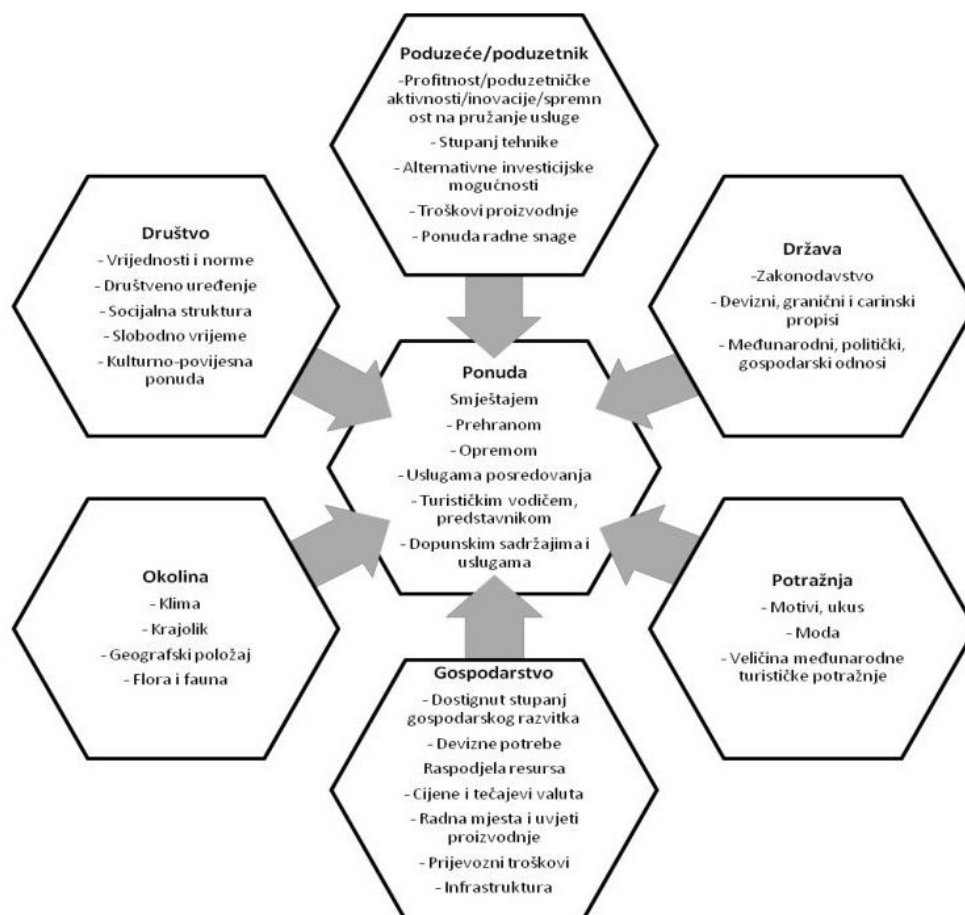 Poduzeće/poduzetnik
-Profitnost/poduzetničke
aktivnosti/inovacije/spremn
ost na pružanje usluge
- Stupanj tehnike
- Alternativne investicijske
mogućnosti
- Troškovi proizvodnje
- Ponuda radne snage
Društvo
- Vrijednosti i norme
- Društveno uređenje
- Socijalna struktura
- Slobodno vrijeme
- Kulturno-povijesna
ponuda
Država
-Zakonodavstvo
- Devizni, granični i carinski
propisi
- Međunarodni, politički,
gospodarski odnosi
Ponuda
Smještajem
- Prehranom
- Opremom
- Uslugama posredovanja
- Turističkim vodičem,
predstavnikom
- Dopunskim sadržajima i
uslugama
Okolina
- Klima
- Krajolik
- Geografski položaj
- Flora i fauna
Potražnja
- Motivi, ukus
- Moda
- Veličina međunarodne
turističke potražnje
Gospodarstvo
- Dostignut stupanj
gospodarskog razvitka
- Devizne potrebe
Raspodjela resursa
- Cijene i tečajevi valuta
- Radna mjesta i uvjeti
proizvodnje
- Prijevozni troškovi
- Infrastruktura